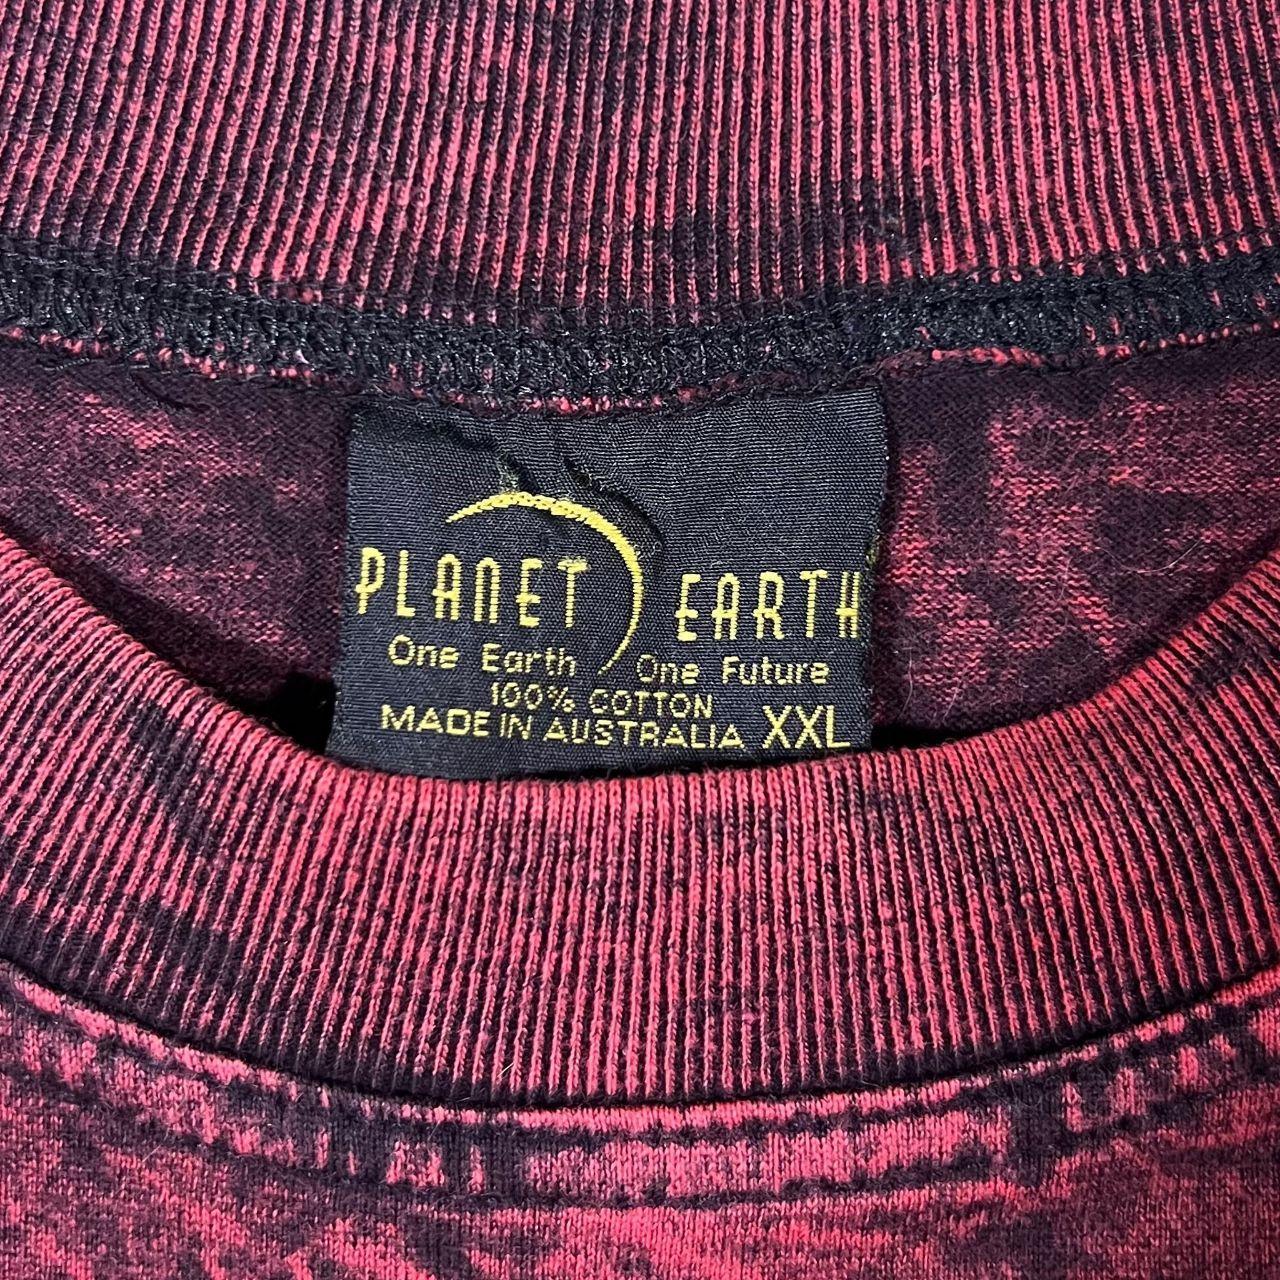 PLANET EARTH
One Earth One Future
100% COTTON
MADE IN AUSTRALIA XXL